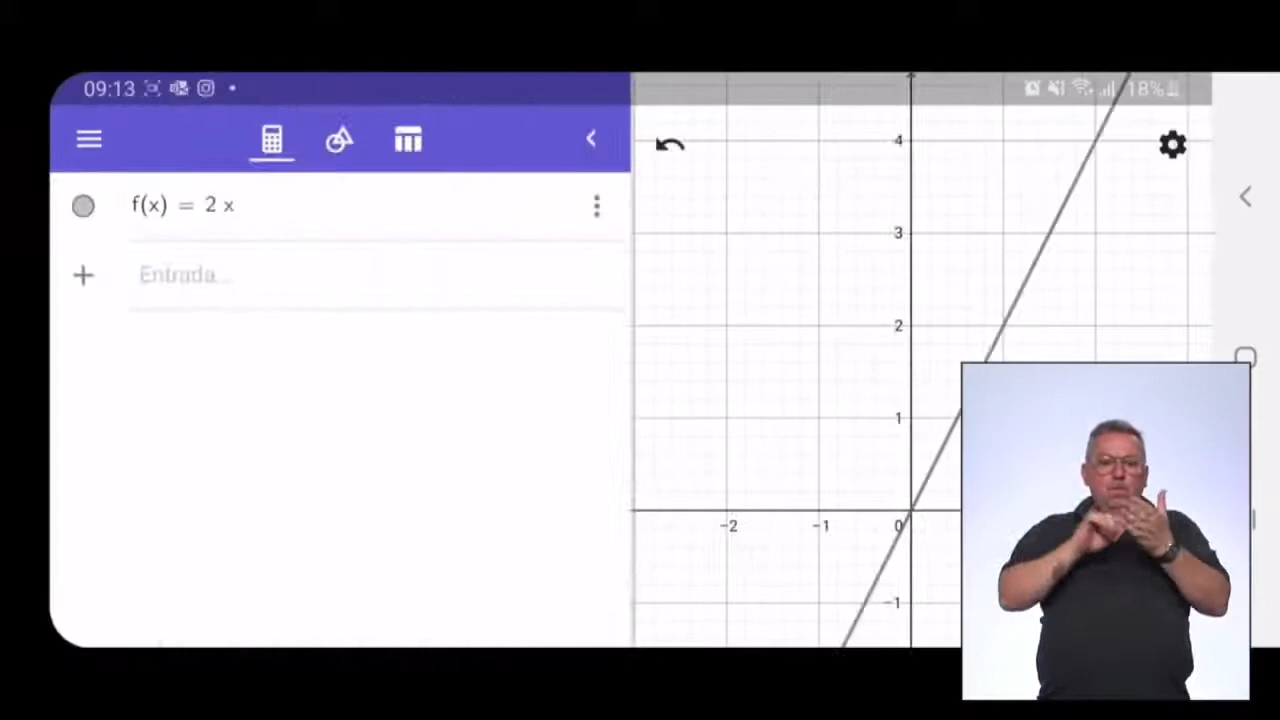 09:13
18%
f(x) = 2 x
Entrada...
4
3
2
1
-2 -1 0
-1